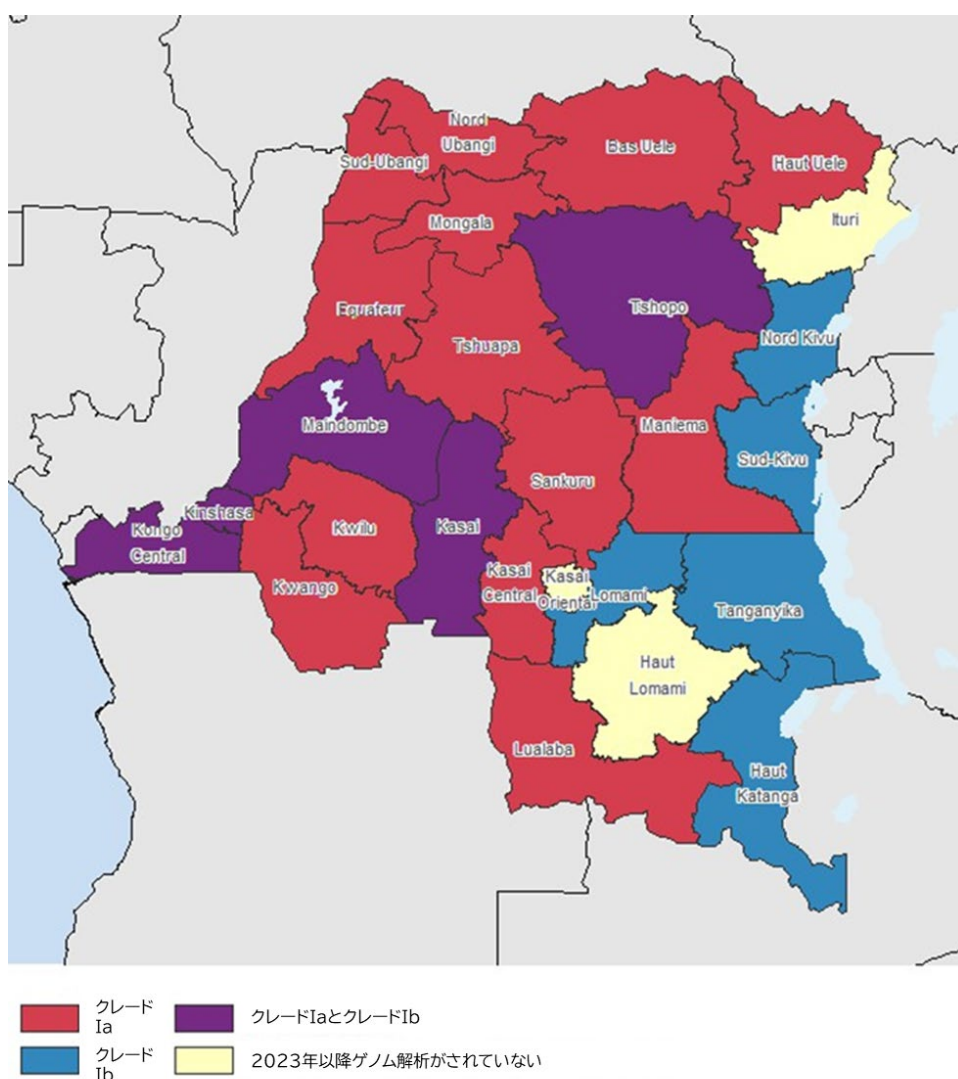 Nord
Ubangi
Sud-Ubangi
Bas Uele
Haut Uele
Ituri
Mongala
Equateur
Tshuapa
Tshopo
Nord Kivu
Maindombe
Maniema
Sud-Kivu
Sankuru
Kinshasa
Kongo
Central
Kwilu
Kasai
Kwango
Kasai
Central
Kasai
Oriental
Lomami
Tanganyika
Haut
Lomami
Lualaba
Haut
Katanga
クレード
Ia
クレードIaとクレードIb
クレード
Ib
2023年以降ゲノム解析がされていない